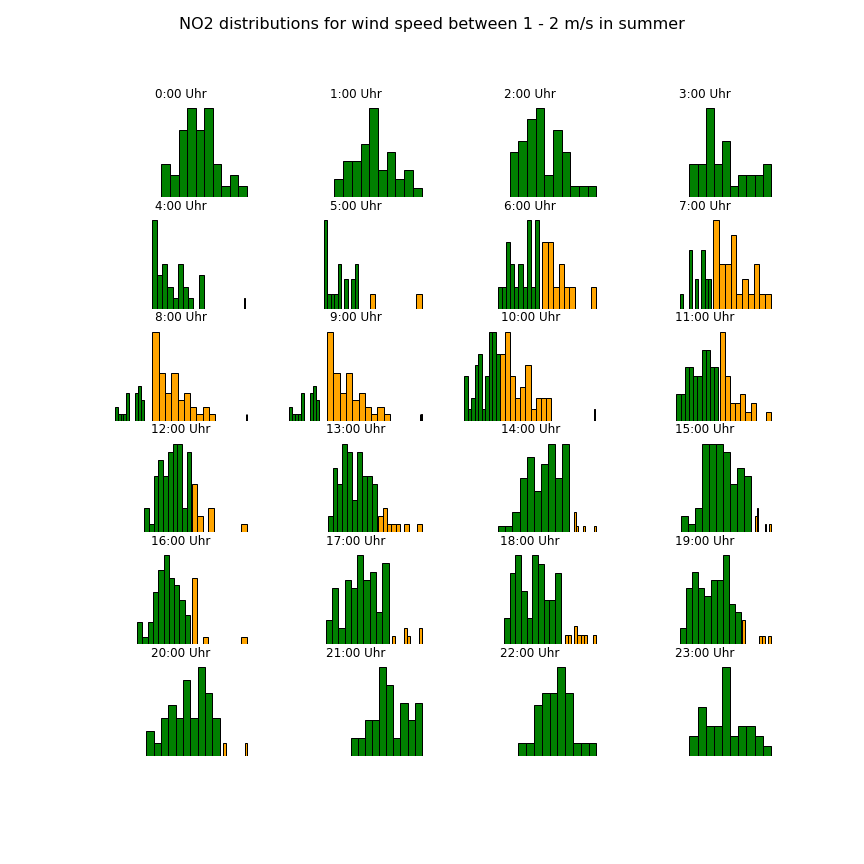 NO2 distributions for wind speed between 1 - 2 m/s in summer
0:00 Uhr
1:00 Uhr
2:00 Uhr
3:00 Uhr
4:00 Uhr
5:00 Uhr
6:00 Uhr
7:00 Uhr
8:00 Uhr
9:00 Uhr
10:00 Uhr
11:00 Uhr
12:00 Uhr
13:00 Uhr
14:00 Uhr
15:00 Uhr
16:00 Uhr
17:00 Uhr
18:00 Uhr
19:00 Uhr
20:00 Uhr
21:00 Uhr
22:00 Uhr
23:00 Uhr